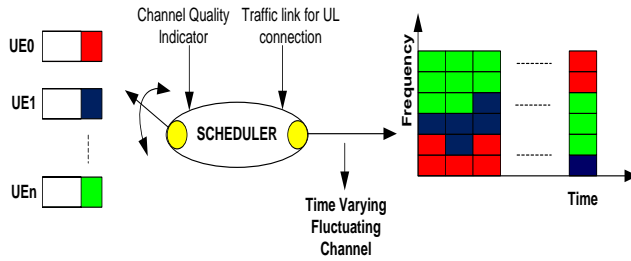 Channel Quality
Indicator
Traffic link for UL
connection
UE0
UE1
UEn
SCHEDULER
Time Varying
Fluctuating
Channel
Frequency
Time